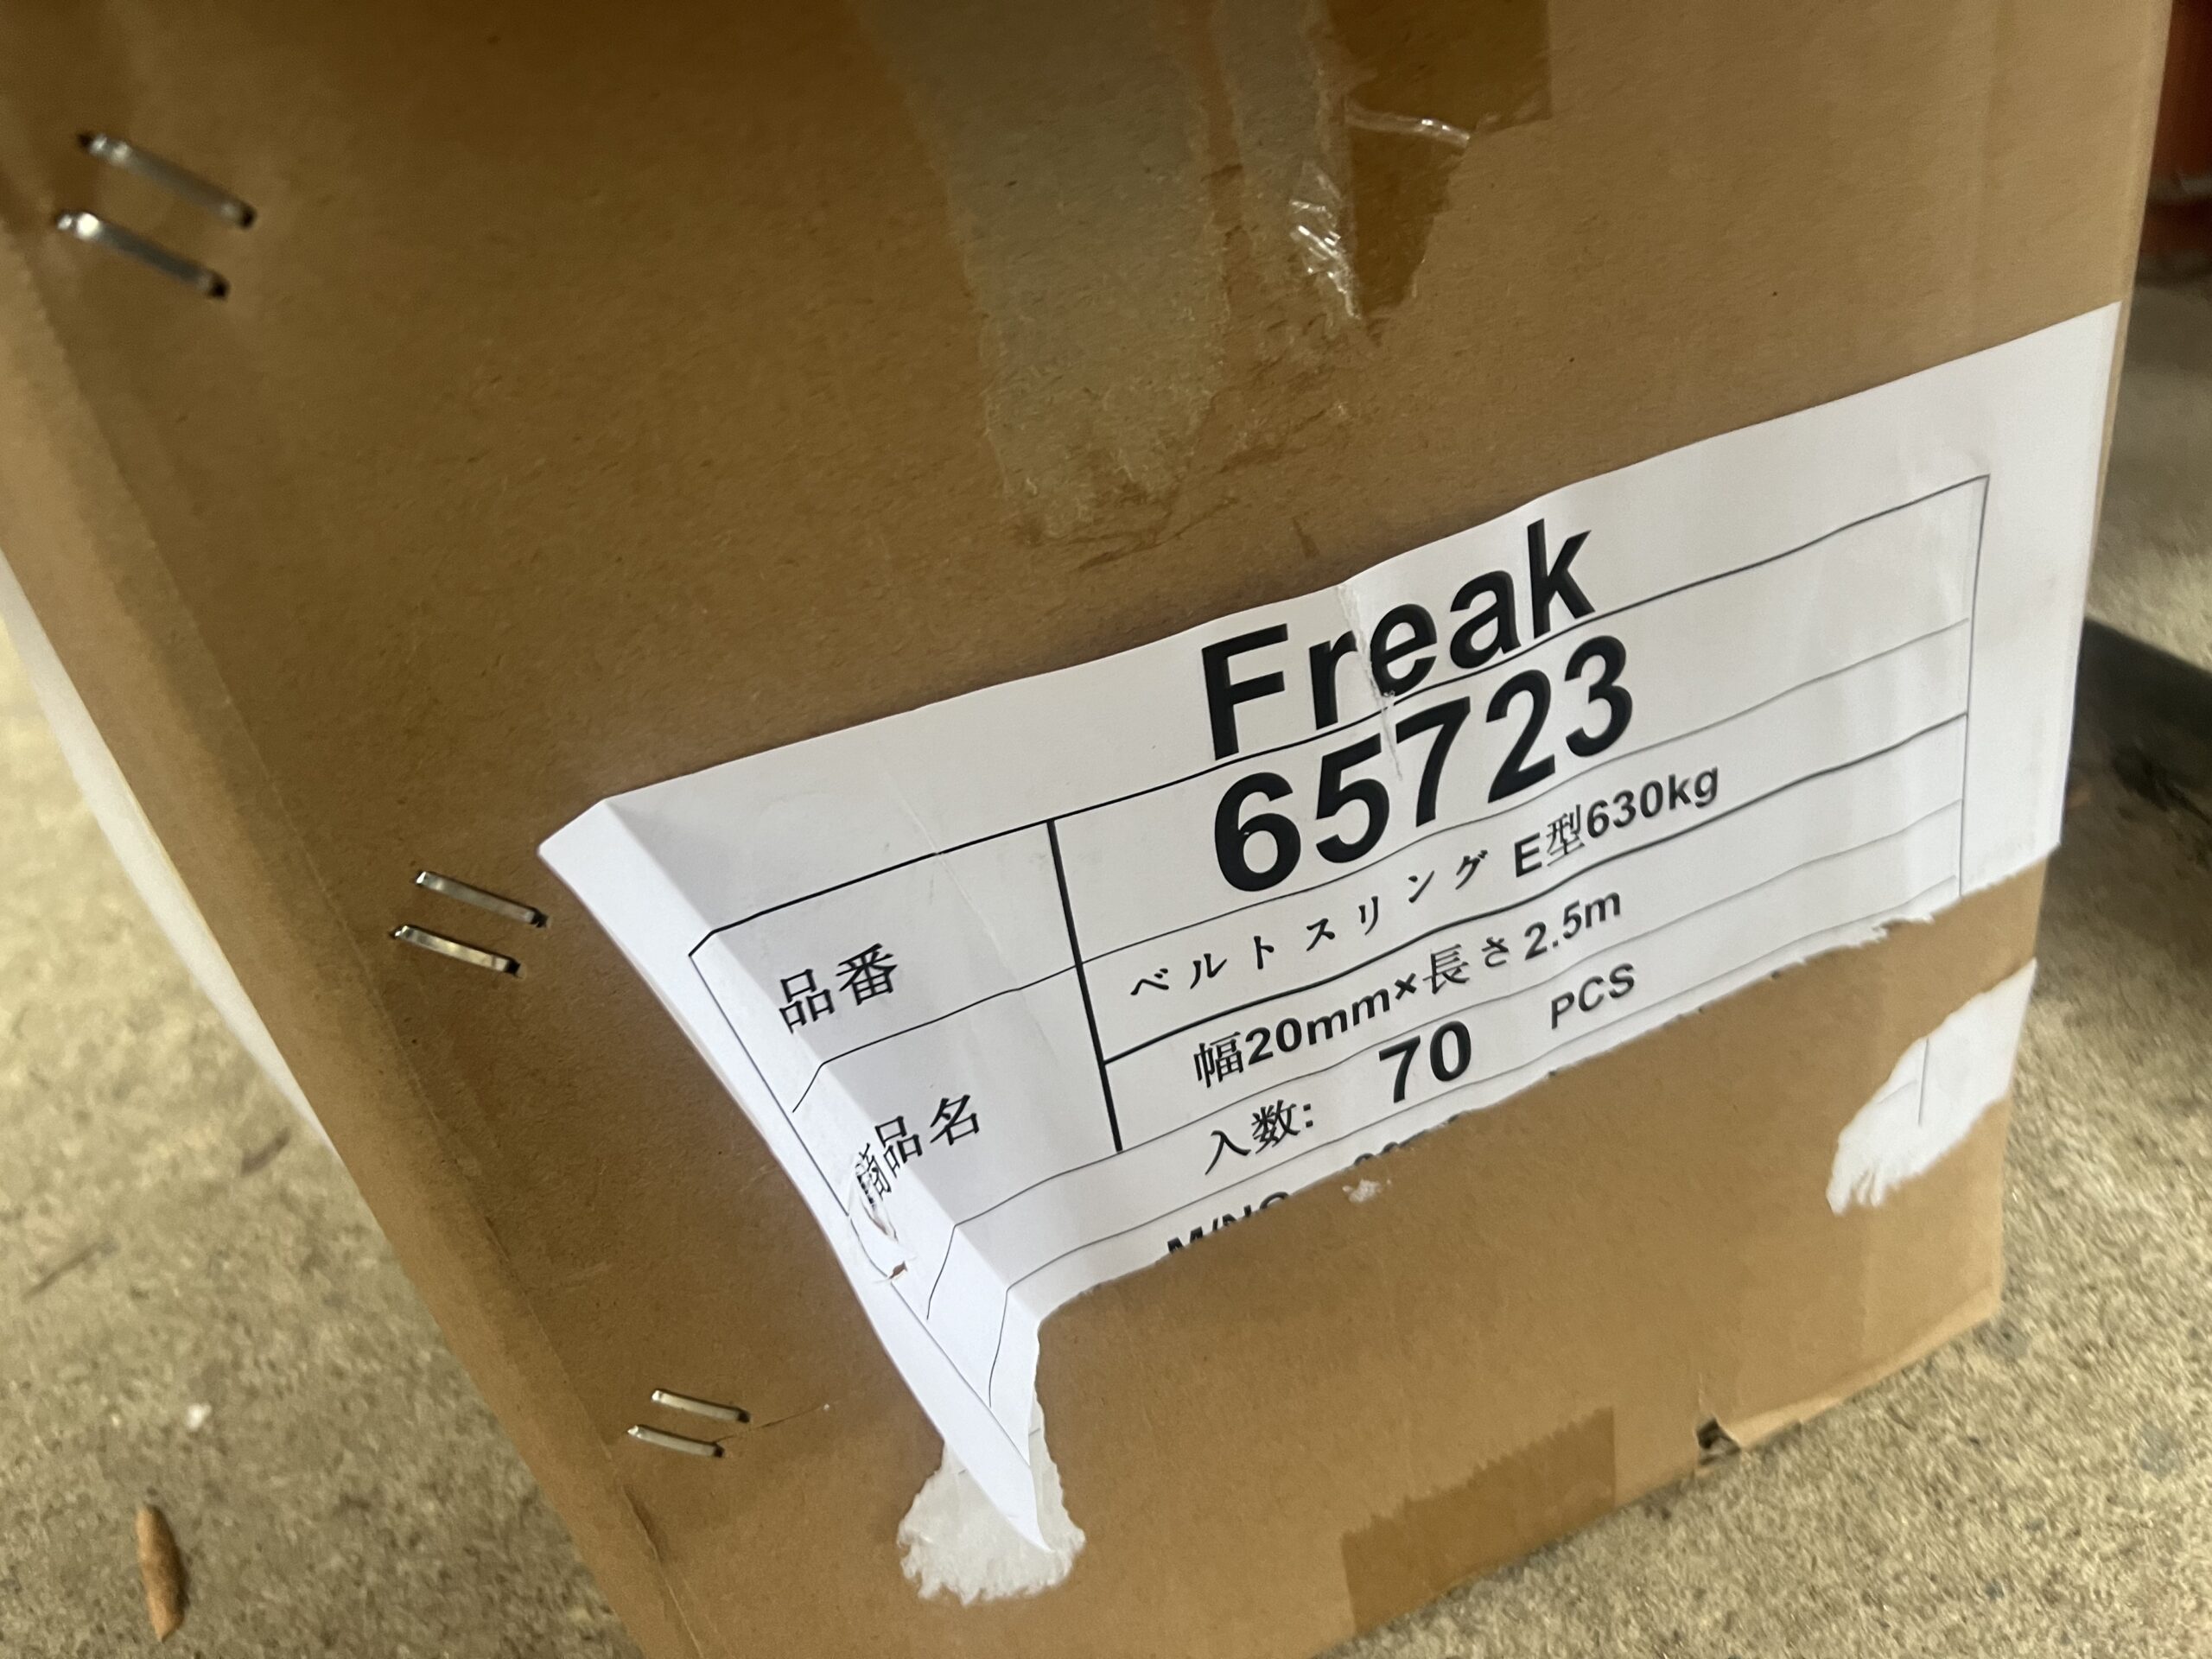 Freak
品番 65723
商品名 ベルトスリング E型630kg
幅20mm×長さ2.5m
入数: 70 PCS